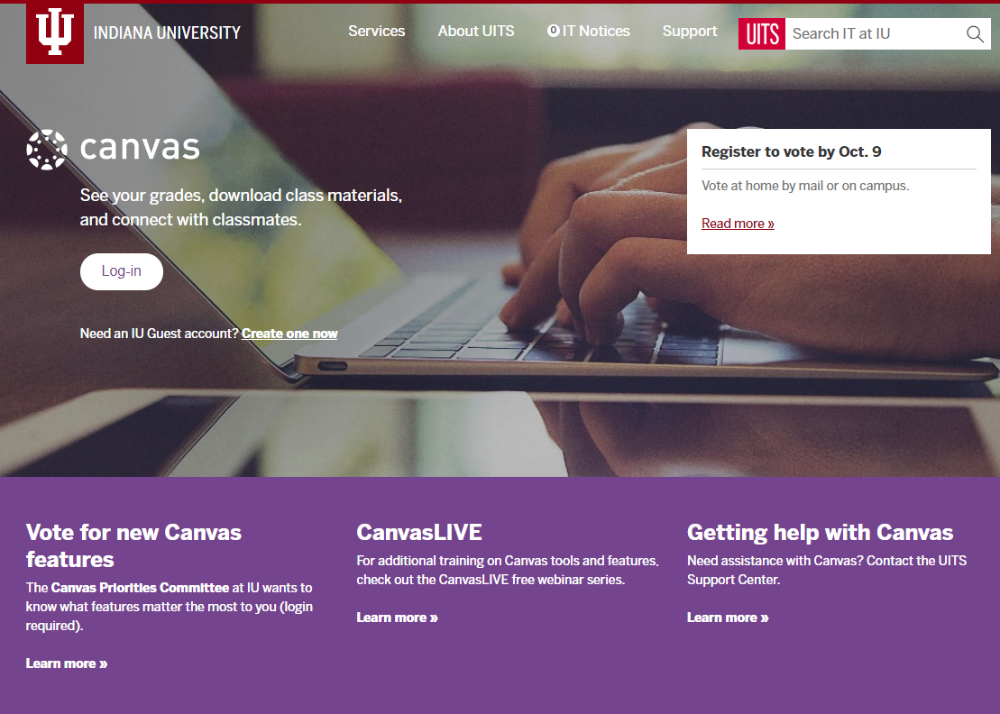 INDIANA UNIVERSITY
Services
About UITS
0 IT Notices
Support
UITS
Search IT at IU
canvas
See your grades, download class materials,
and connect with classmates.
Log-in
Need an IU Guest account? Create one now
Register to vote by Oct. 9
Vote at home by mail or on campus.
Read more »
Vote for new Canvas
features
The Canvas Priorities Committee at IU wants to
know what features matter the most to you (login
required).
Learn more »
CanvasLIVE
For additional training on Canvas tools and features,
check out the CanvasLIVE free webinar series.
Learn more »
Getting help with Canvas
Need assistance with Canvas? Contact the UITS
Support Center.
Learn more »